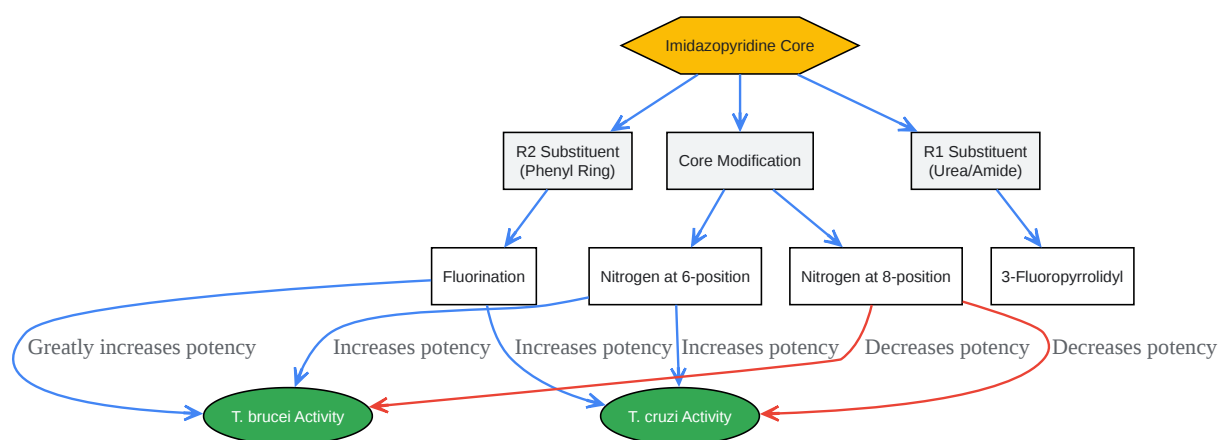 Imidazopyridine Core
R2 Substituent
(Phenyl Ring)
Core Modification
R1 Substituent
(Urea/Amide)
Fluorination
Nitrogen at 6-position
Nitrogen at 8-position
3-Fluoropyrrolidyl
Greatly increases potency
Increases potency
Increases potency
Increases potency
Decreases potency
Decreases potency
T. brucei Activity
T. cruzi Activity